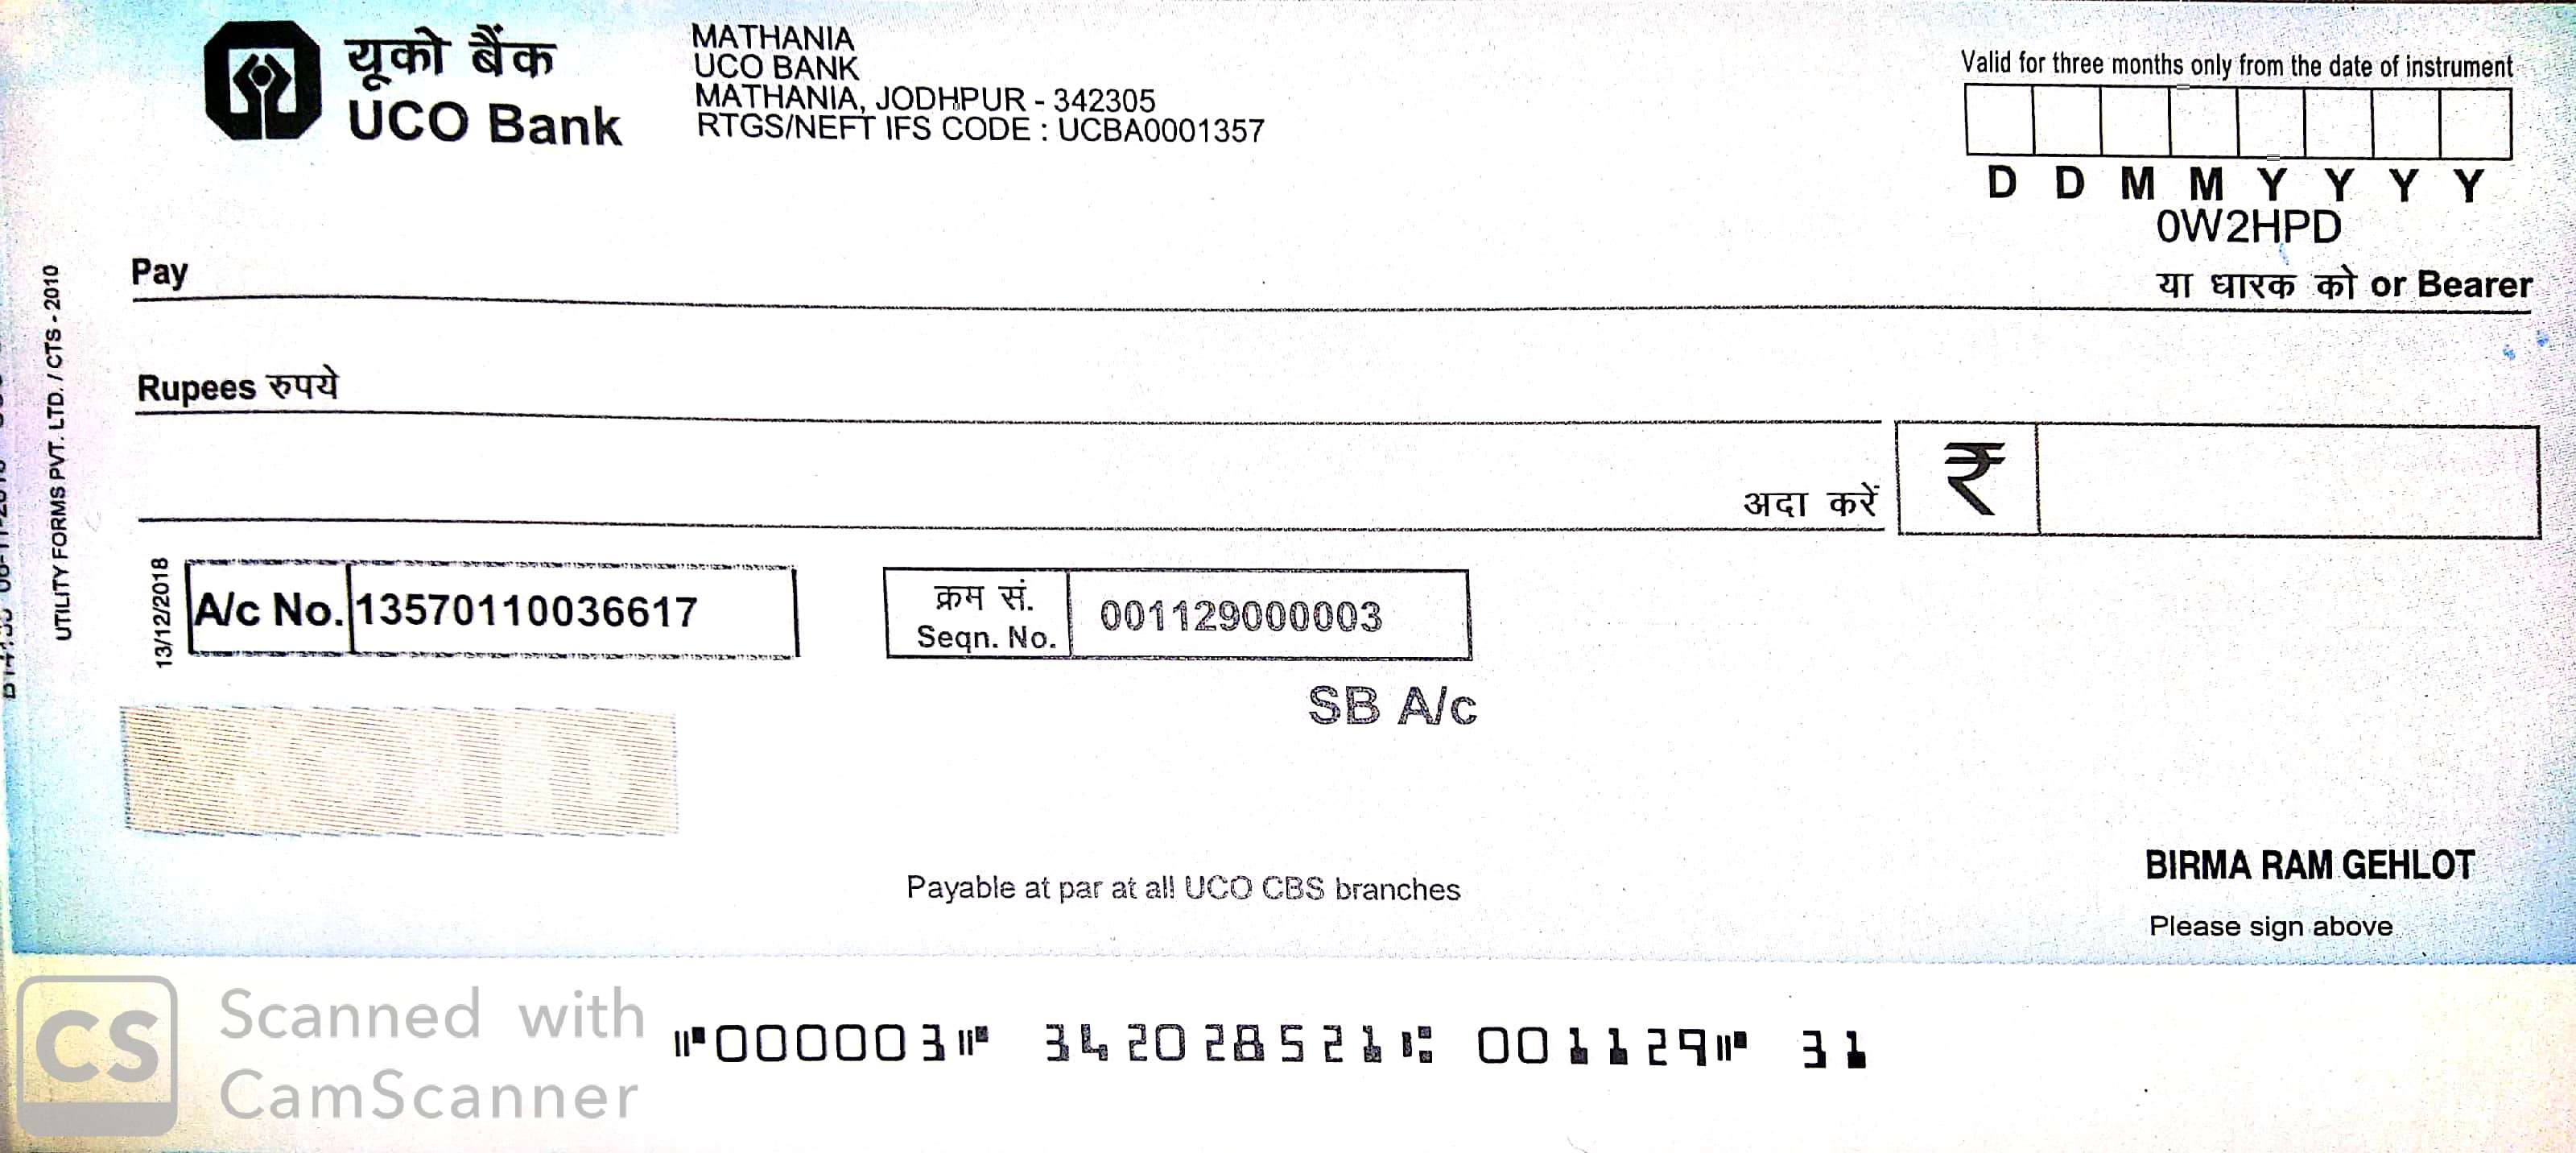 यूको बैंक
UCO Bank
MATHANIA
UCO BANK
MATHANIA, JODHPUR - 342305
RTGS/NEFT IFS CODE : UCBA0001357
Valid for three months only from the date of instrument
D D M M Y Y Y Y
0W2HPD
Pay
या धारक को or Bearer
Rupees रुपये
अदा करें
₹
UTILITY FORMS PVT. LTD. / CTS - 2010
13/12/2018
A/c No. 13570110036617
क्रम सं.
Seqn. No.
001129000003
SB A/c
VOID
Payable at par at all UCO CBS branches
BIRMA RAM GEHLOT
Please sign above
CS
Scanned with
CamScanner
⑈000003⑈ 342028521⑆ 001129⑈ 31